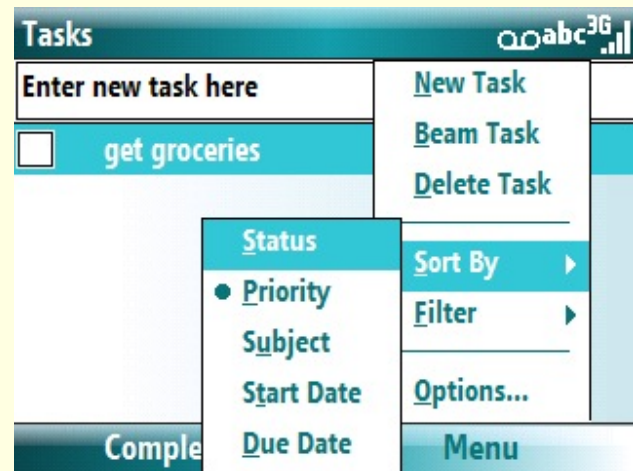 Tasks abc 3G
Enter new task here
get groceries
New Task
Beam Task
Delete Task
Sort By
Filter
Options...
Status
Priority
Subject
Start Date
Due Date
Comple
Menu